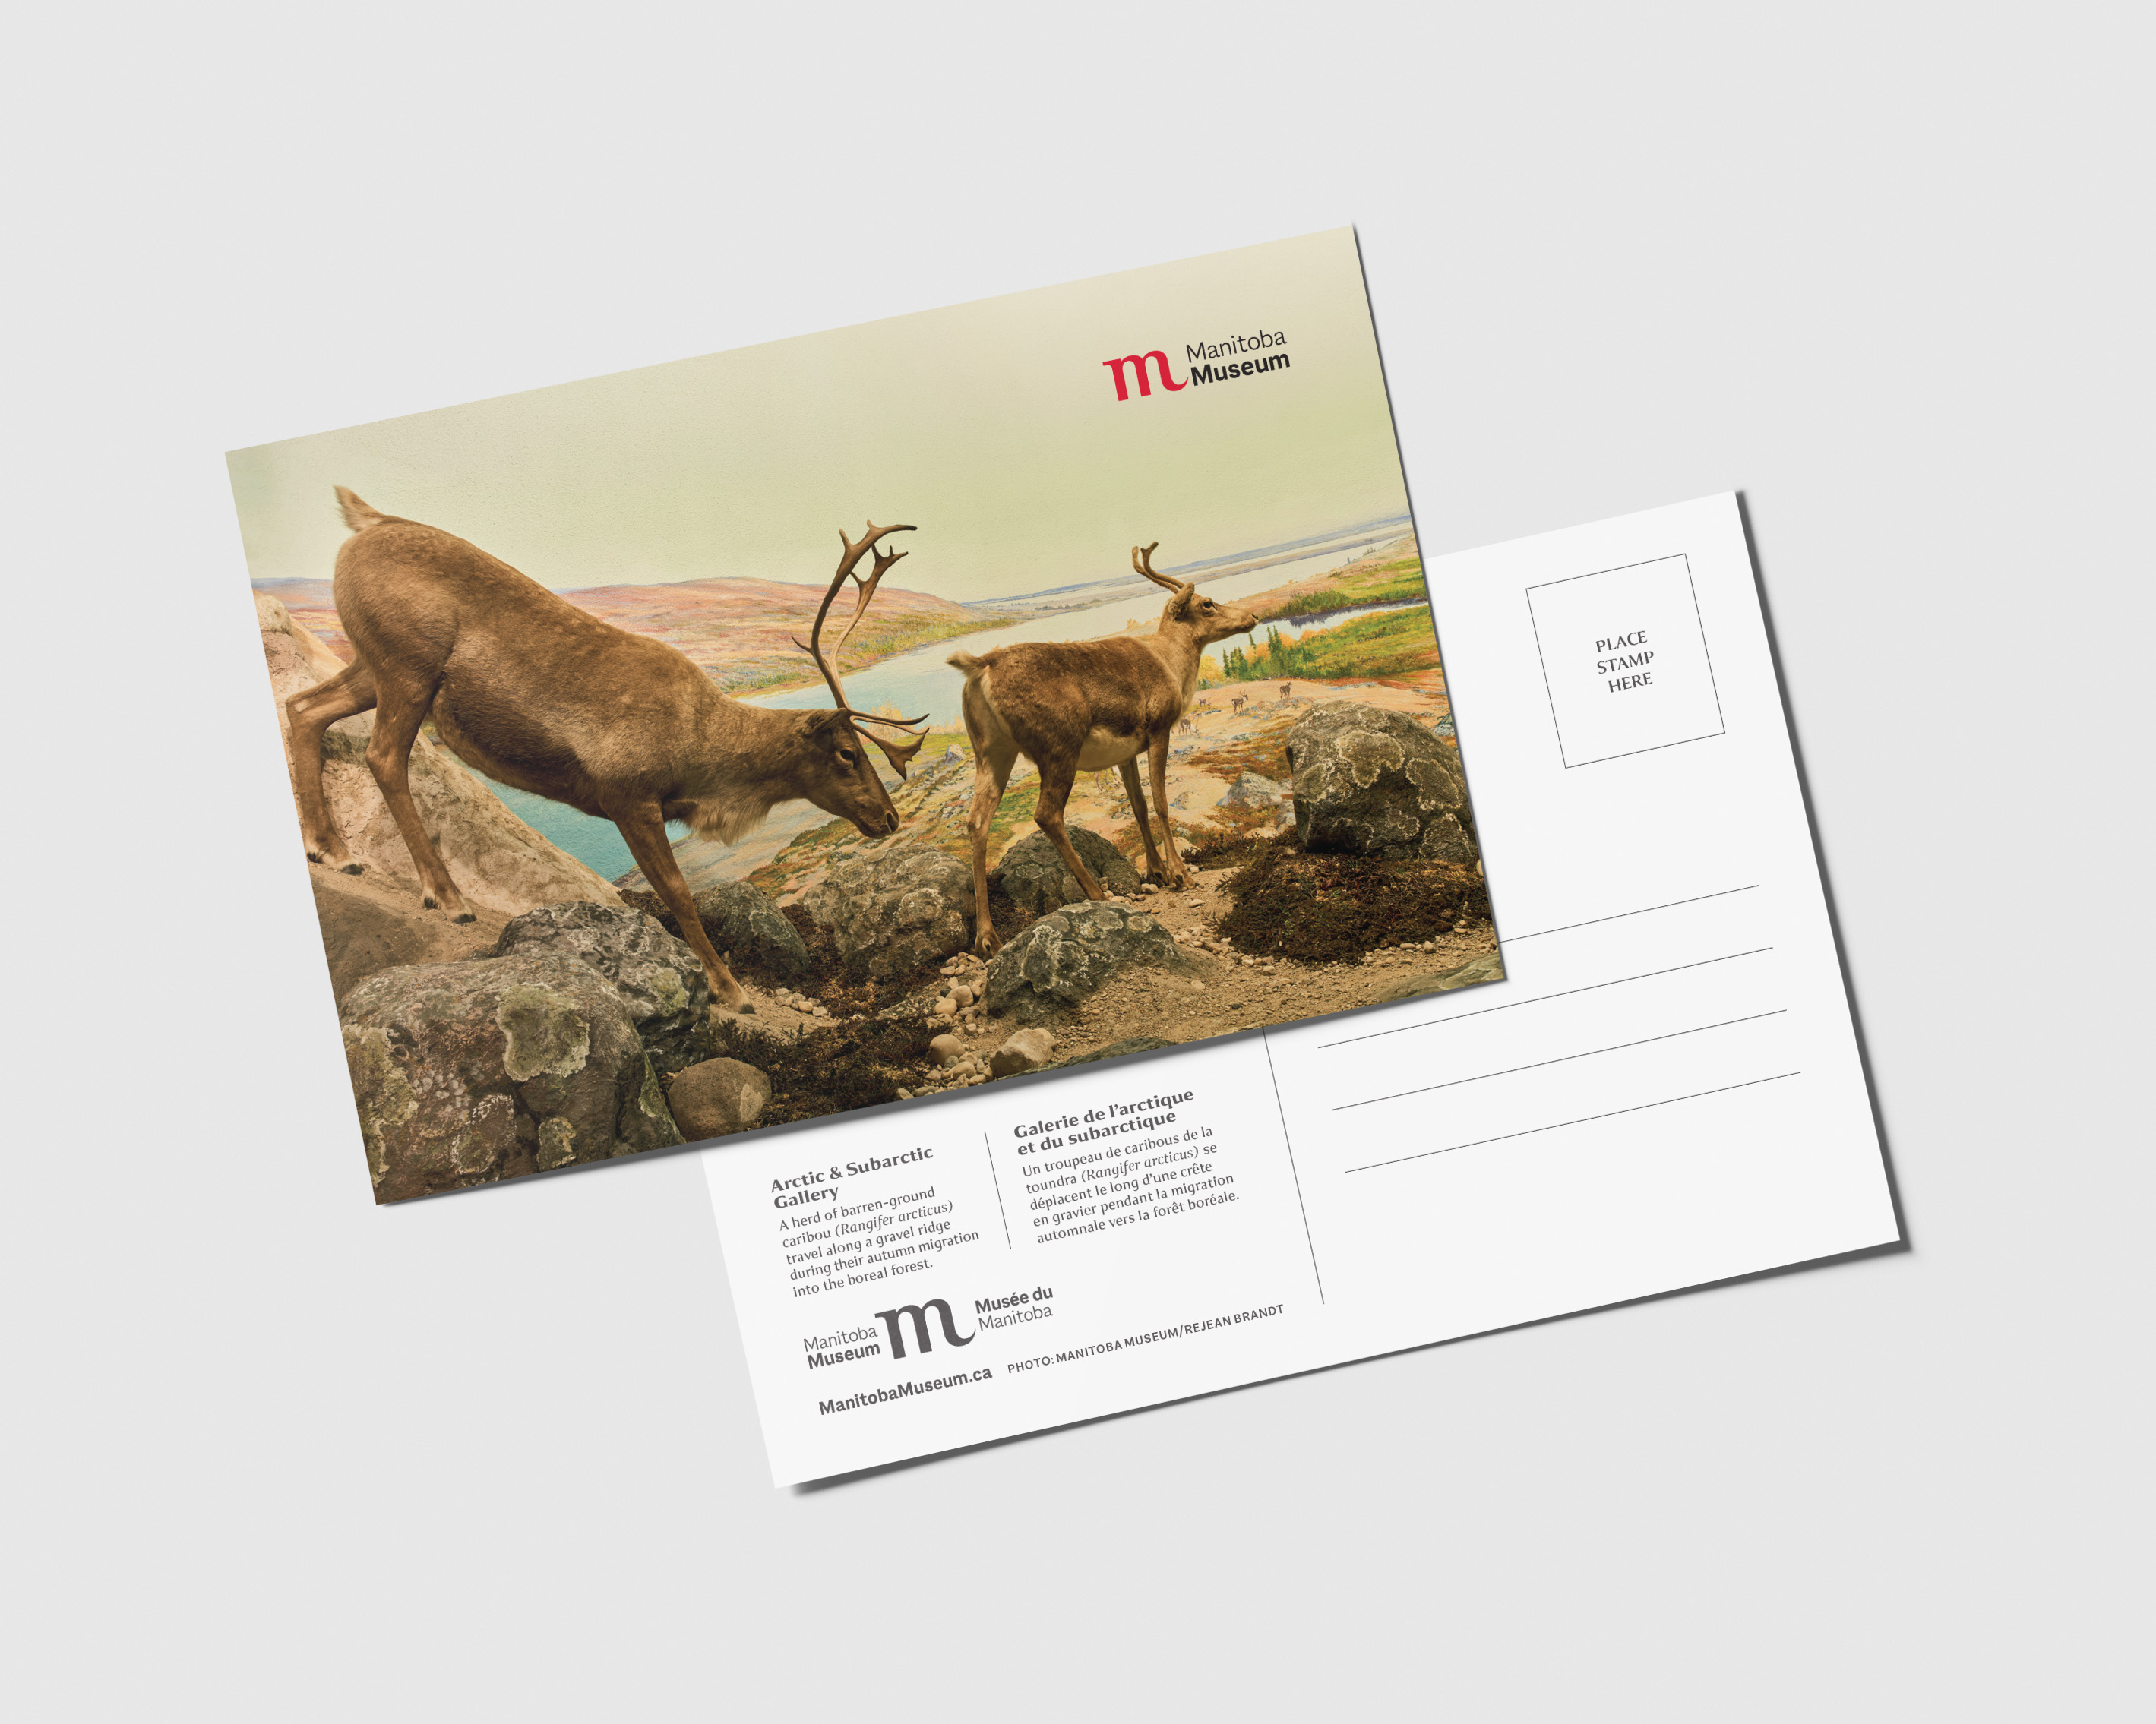 Manitoba
Museum
PLACE
STAMP
HERE
Arctic & Subarctic
Gallery
A herd of barren-ground
caribou (Rangifer arcticus)
travel along a gravel ridge
during their autumn migration
into the boreal forest.
Galerie de l'arctique
et du subarctique
Un troupeau de caribous de la
toundra (Rangifer arcticus) se
déplacent le long d'une crête
en gravier pendant la migration
automnale vers la forêt boréale.
Manitoba
Museum
m
Musée du
Manitoba
ManitobaMuseum.ca
PHOTO: MANITOBA MUSEUM/REJEAN BRANDT